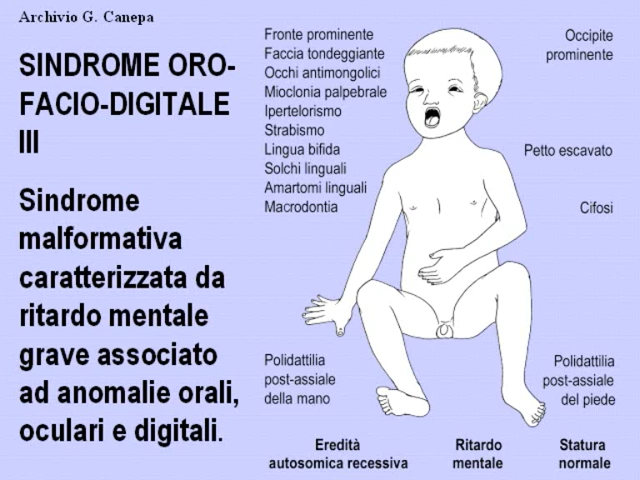 Archivio G. Canepa
SINDROME ORO-
FACIO-DIGITALE
III
Sindrome
malformativa
caratterizzata da
ritardo mentale
grave associato
ad anomalie orali,
oculari e digitali.
Fronte prominente
Faccia tondeggiante
Occhi antimongolici
Mioclonia palpebrale
Ipertelorismo
Strabismo
Lingua bifida
Solchi linguali
Amartomi linguali
Macrodontia
Occipite
prominente
Petto escavato
Cifosi
Polidattilia
post-assiale
della mano
Polidattilia
post-assiale
del piede
Eredità
autosomica recessiva
Ritardo
mentale
Statura
normale